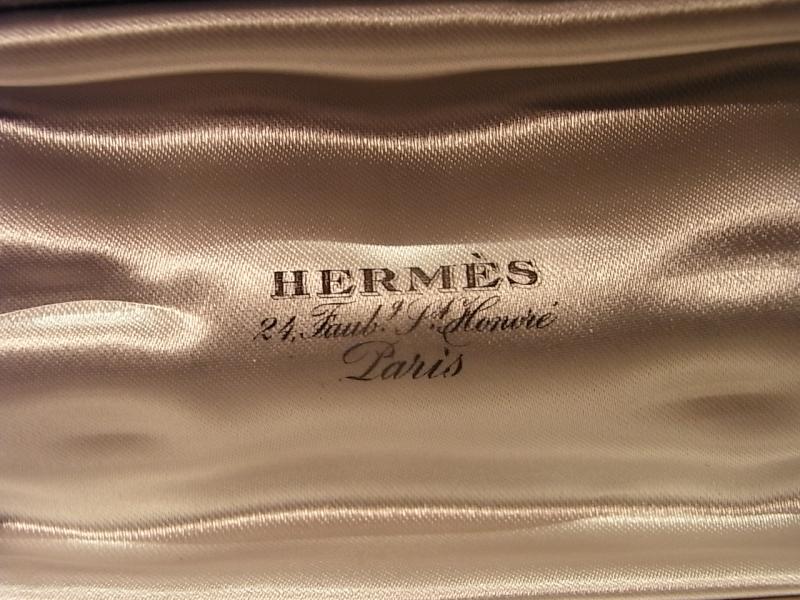 HERMÈS
24, Faub.g St. Honoré
Paris